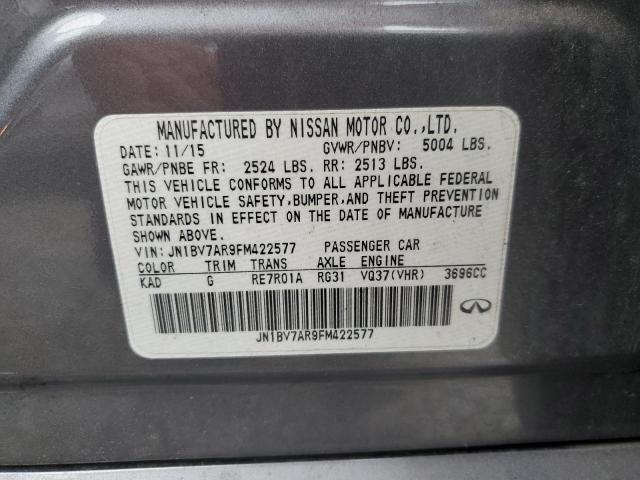 MANUFACTURED BY NISSAN MOTOR CO.,LTD.
DATE: 11/15 GVWR/PNBV: 5004 LBS.
GAWR/PNBE FR: 2524 LBS. RR: 2513 LBS.
THIS VEHICLE CONFORMS TO ALL APPLICABLE FEDERAL
MOTOR VEHICLE SAFETY,BUMPER,AND THEFT PREVENTION
STANDARDS IN EFFECT ON THE DATE OF MANUFACTURE
SHOWN ABOVE.
VIN: JN1BV7AR9FM422577 PASSENGER CAR
COLOR TRIM TRANS AXLE ENGINE
KAD G RE7R01A RG31 VQ37(VHR) 3696CC
JN1BV7AR9FM422577